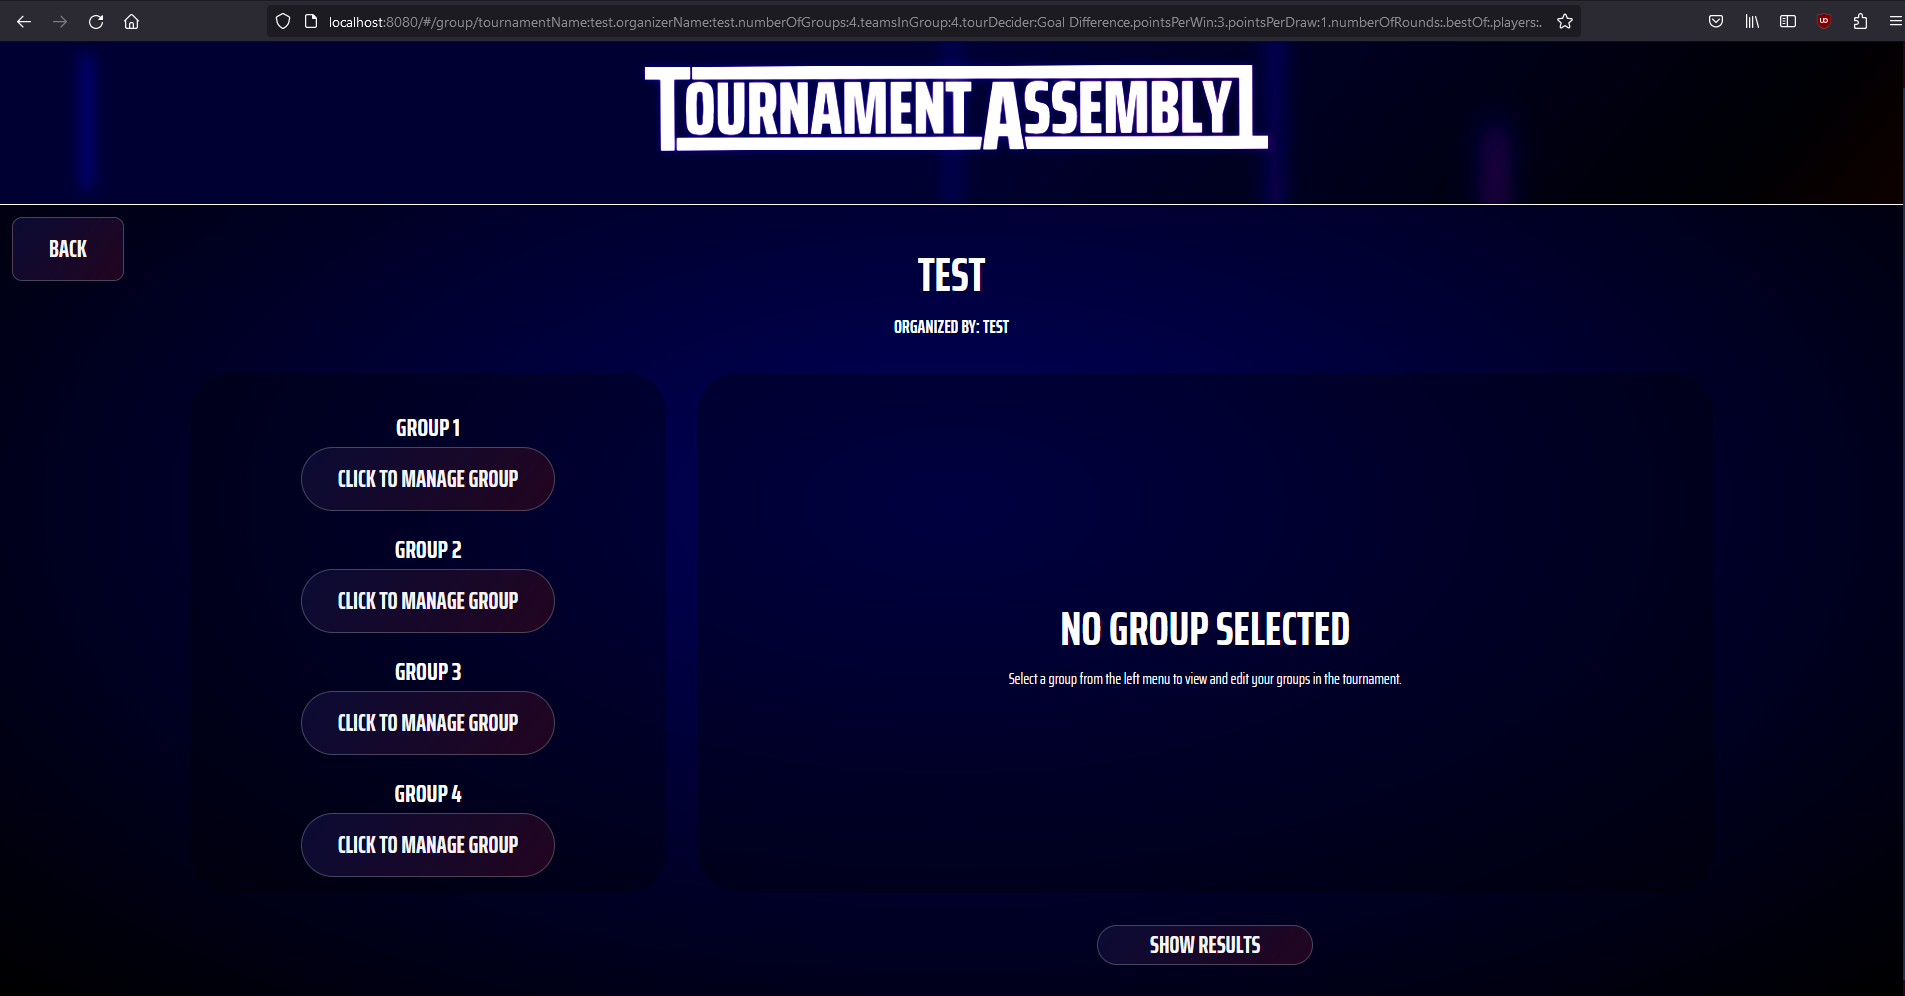 localhost:8080/#/group/tournamentName:test.organizerName:test.numberOfGroups:4.teamsInGroup:4.tourDecider:Goal Difference.pointsPerWin:3.pointsPerDraw:1.numberOfRounds:.bestOf:.players:.
TOURNAMENT ASSEMBLY
BACK
TEST
ORGANIZED BY: TEST
GROUP 1
CLICK TO MANAGE GROUP
GROUP 2
CLICK TO MANAGE GROUP
GROUP 3
CLICK TO MANAGE GROUP
GROUP 4
CLICK TO MANAGE GROUP
NO GROUP SELECTED
Select a group from the left menu to view and edit your groups in the tournament.
SHOW RESULTS